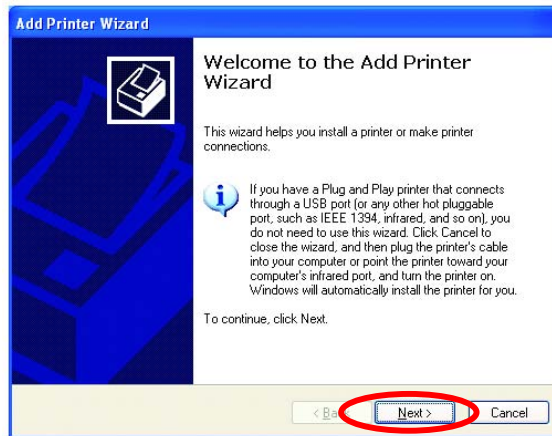 Add Printer Wizard
Welcome to the Add Printer
Wizard
This wizard helps you install a printer or make printer
connections.
If you have a Plug and Play printer that connects
through a USB port (or any other hot pluggable
port, such as IEEE 1394, infrared, and so on), you
do not need to use this wizard. Click Cancel to
close the wizard, and then plug the printer's cable
into your computer or point the printer toward your
computer's infrared port, and turn the printer on.
Windows will automatically install the printer for you.
To continue, click Next.
Next > Cancel